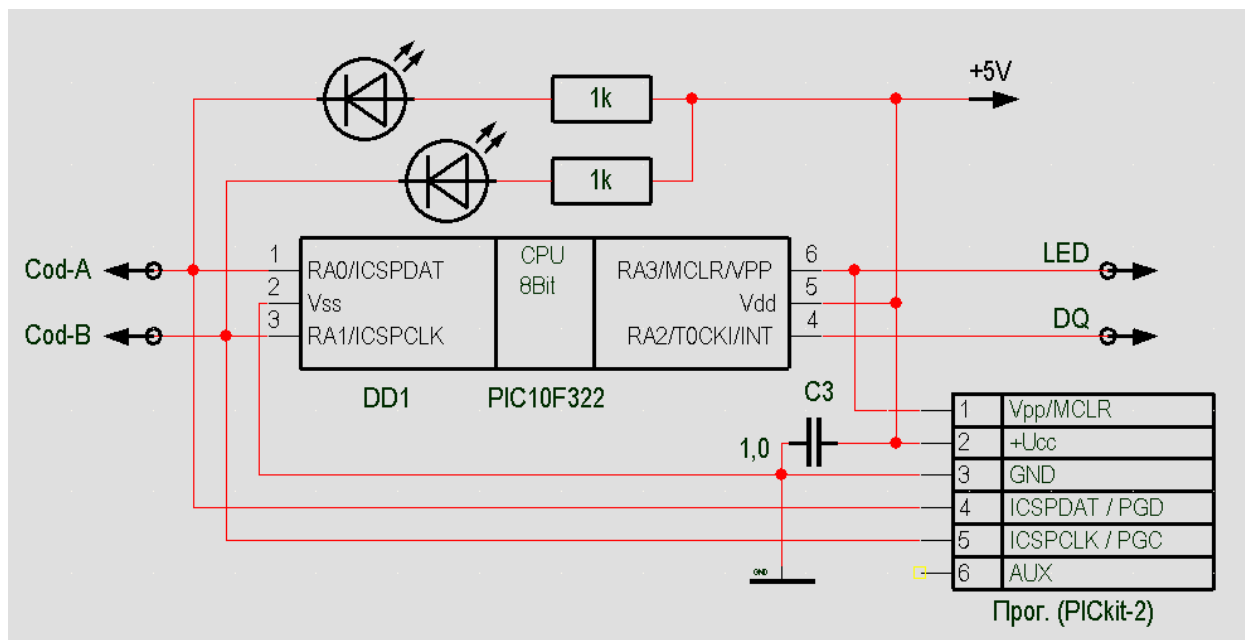 +5V
1k
1k
Cod-A
Cod-B
1
2
3
RA0/ICSPDAT
Vss
RA1/ICSPCLK
CPU
8Bit
RA3/MCLR/VPP
Vdd
RA2/T0CKI/INT
6
5
4
LED
DQ
DD1
PIC10F322
C3
1,0
GND
1 Vpp/MCLR
2 +Ucc
3 GND
4 ICSPDAT / PGD
5 ICSPCLK / PGC
6 AUX
Прог. (PICkit-2)